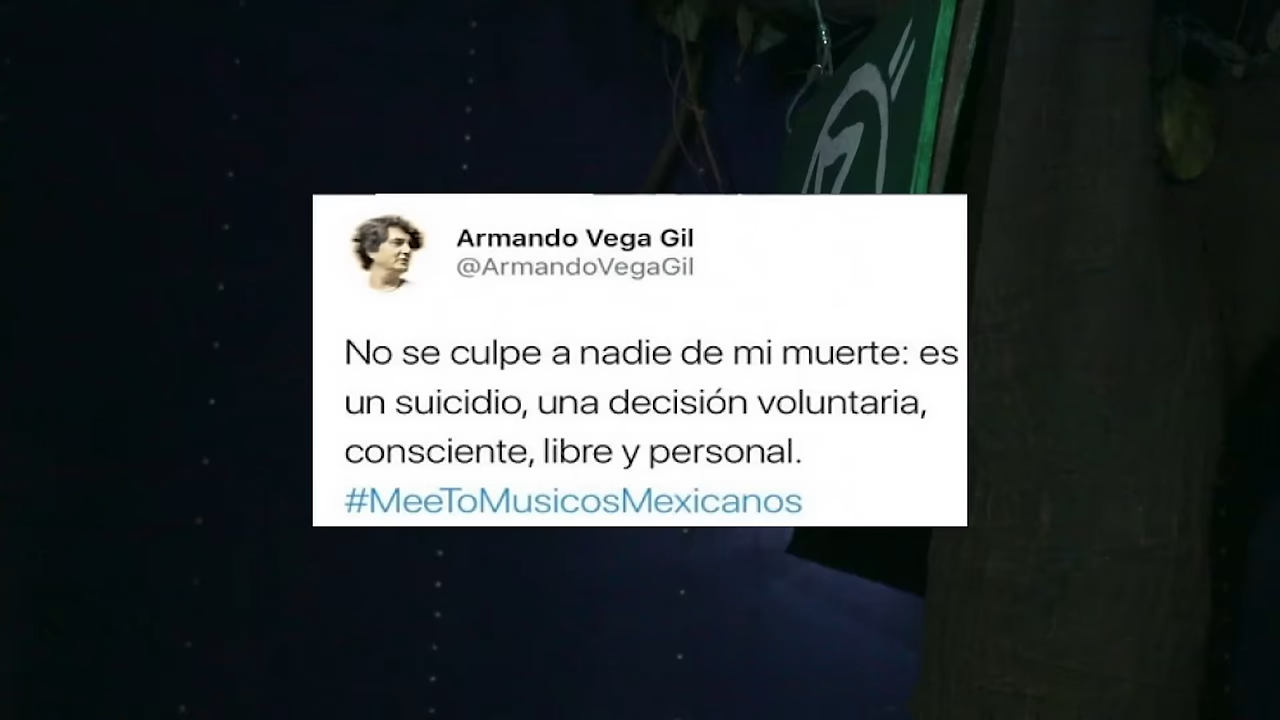 Armando Vega Gil
@ArmandoVegaGil
No se culpe a nadie de mi muerte: es
un suicidio, una decisión voluntaria,
consciente, libre y personal.
#MeeToMusicosMexicanos